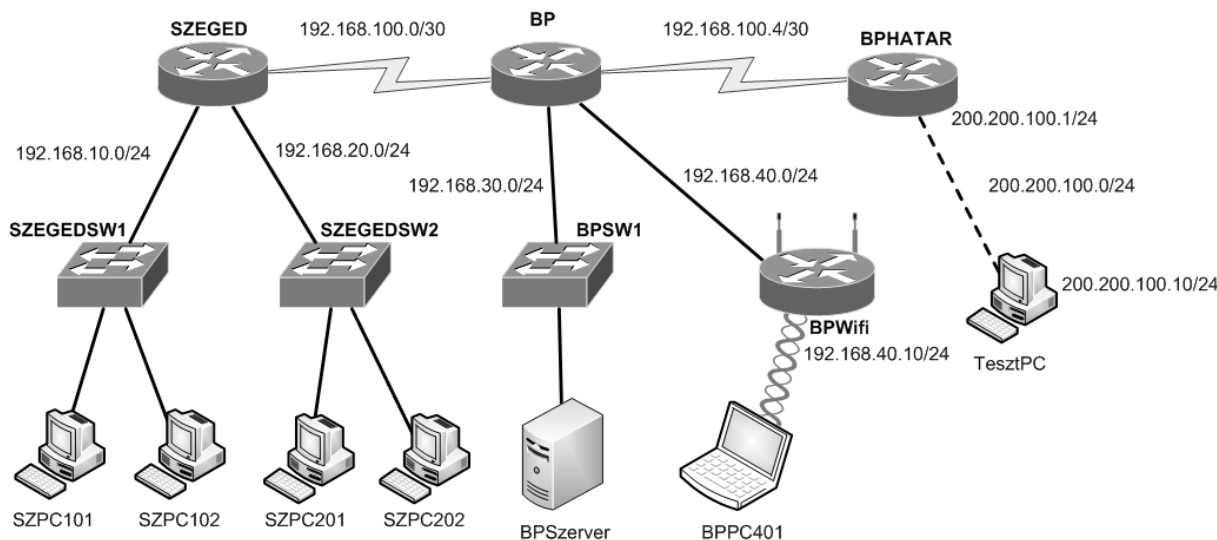 SZEGED
192.168.100.0/30
BP
192.168.100.4/30
BPHATAR
200.200.100.1/24
192.168.10.0/24
192.168.20.0/24
192.168.30.0/24
192.168.40.0/24
200.200.100.0/24
SZEGEDSW1
SZEGEDSW2
BPSW1
200.200.100.10/24
BPWifi
192.168.40.10/24
TesztPC
SZPC101
SZPC102
SZPC201
SZPC202
BPSzerver
BPPC401